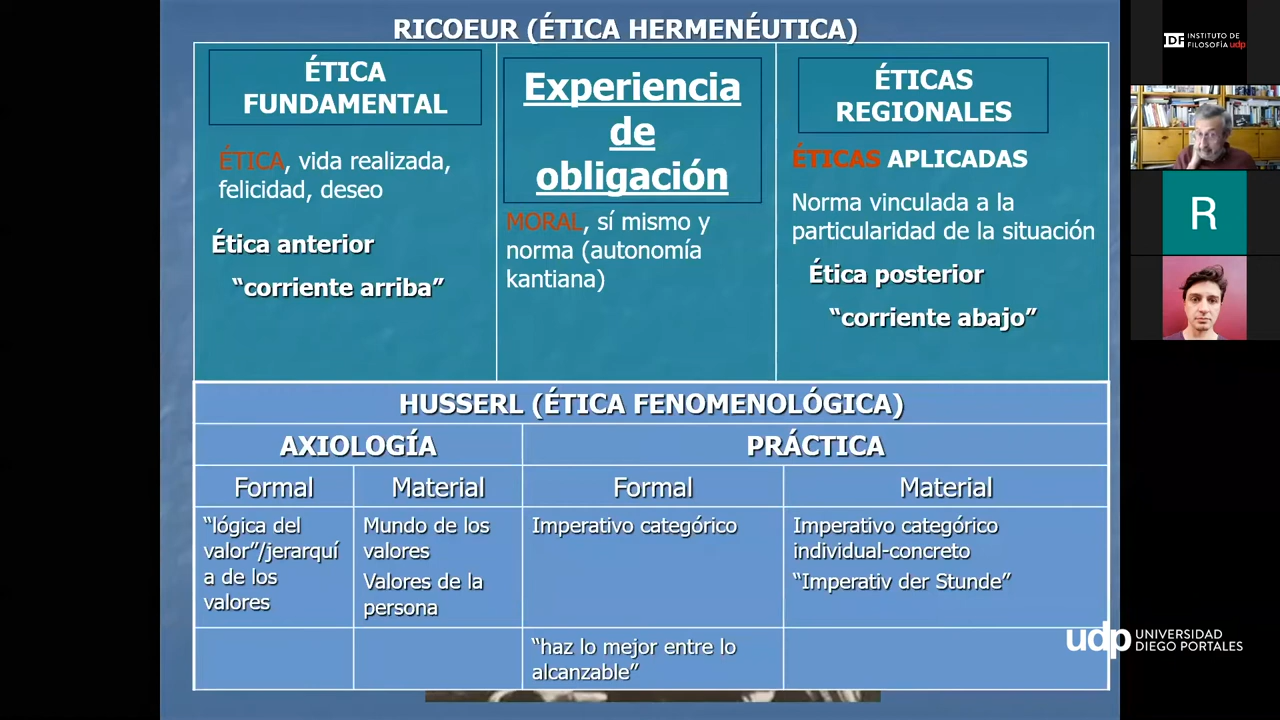 RICOEUR (ÉTICA HERMENÉUTICA)
ÉTICA
FUNDAMENTAL
ÉTICA, vida realizada,
felicidad, deseo
Ética anterior
“corriente arriba”
Experiencia
de
obligación
MORAL, sí mismo y
norma (autonomía
kantiana)
ÉTICAS
REGIONALES
ÉTICAS APLICADAS
Norma vinculada a la
particularidad de la situación
Ética posterior
“corriente abajo”
HUSSERL (ÉTICA FENOMENOLÓGICA)
AXIOLOGÍA
PRÁCTICA
Formal
Material
Formal
Material
“lógica del
valor”/jerarquí
a de los
valores
Mundo de los
valores
Valores de la
persona
Imperativo categórico
Imperativo categórico
individual-concreto
“Imperativ der Stunde”
“haz lo mejor entre lo
alcanzable”
IDF INSTITUTO DE
FILOSOFÍA udp
R
udp UNIVERSIDAD
DIEGO PORTALES